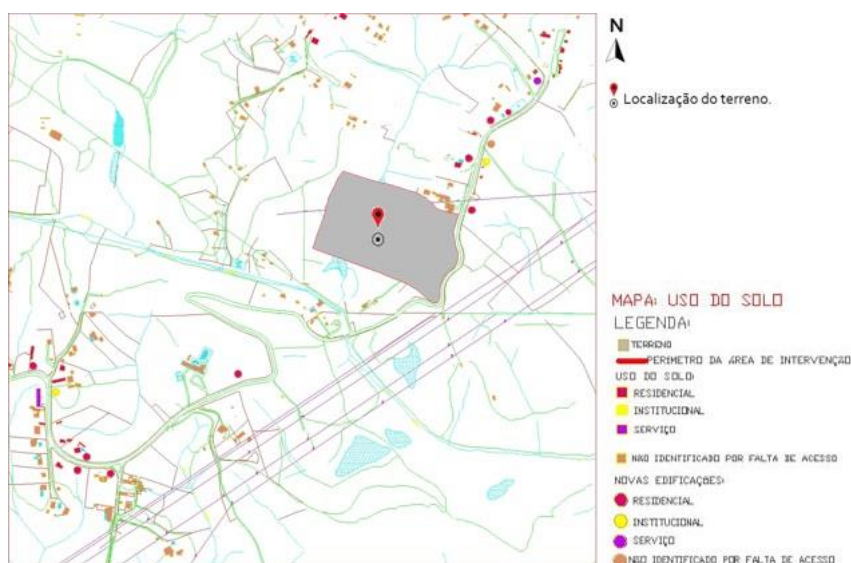 N
Localização do terreno.
MAPA: USO DO SOLO
LEGENDA:
TERRENO
PERIMETRO DA ÁREA DE INTERVENÇÃO
USO DO SOLO:
RESIDENCIAL
INSTITUCIONAL
SERVIÇO
NÃO IDENTIFICADO POR FALTA DE ACESSO
NOVAS EDIFICAÇÕES:
RESIDENCIAL
INSTITUCIONAL
SERVIÇO
NÃO IDENTIFICADO POR FALTA DE ACESSO